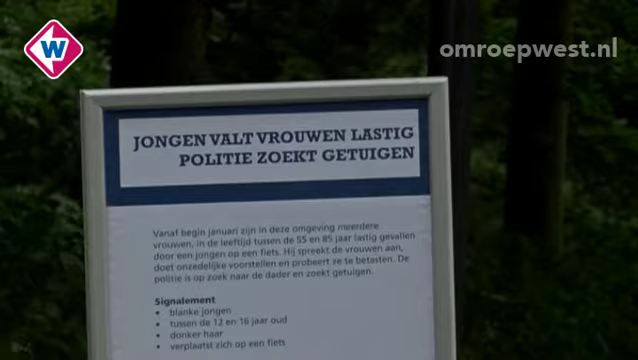 W
omroepwest.nl
JONGEN VALT VROUWEN LASTIG
POLITIE ZOEKT GETUIGEN
Vanaf begin januari zijn in deze omgeving meerdere
vrouwen, in de leeftijd tussen de 55 en 85 jaar lastig gevallen
door een jongen op een fiets. Hij spreekt de vrouwen aan,
doet onzedelijke voorstellen en probeert ze te betasten. De
politie is op zoek naar de dader en zoekt getuigen.
Signalement
• blanke jongen
• tussen de 12 en 16 jaar oud
• donker haar
• verplaatst zich op een fiets